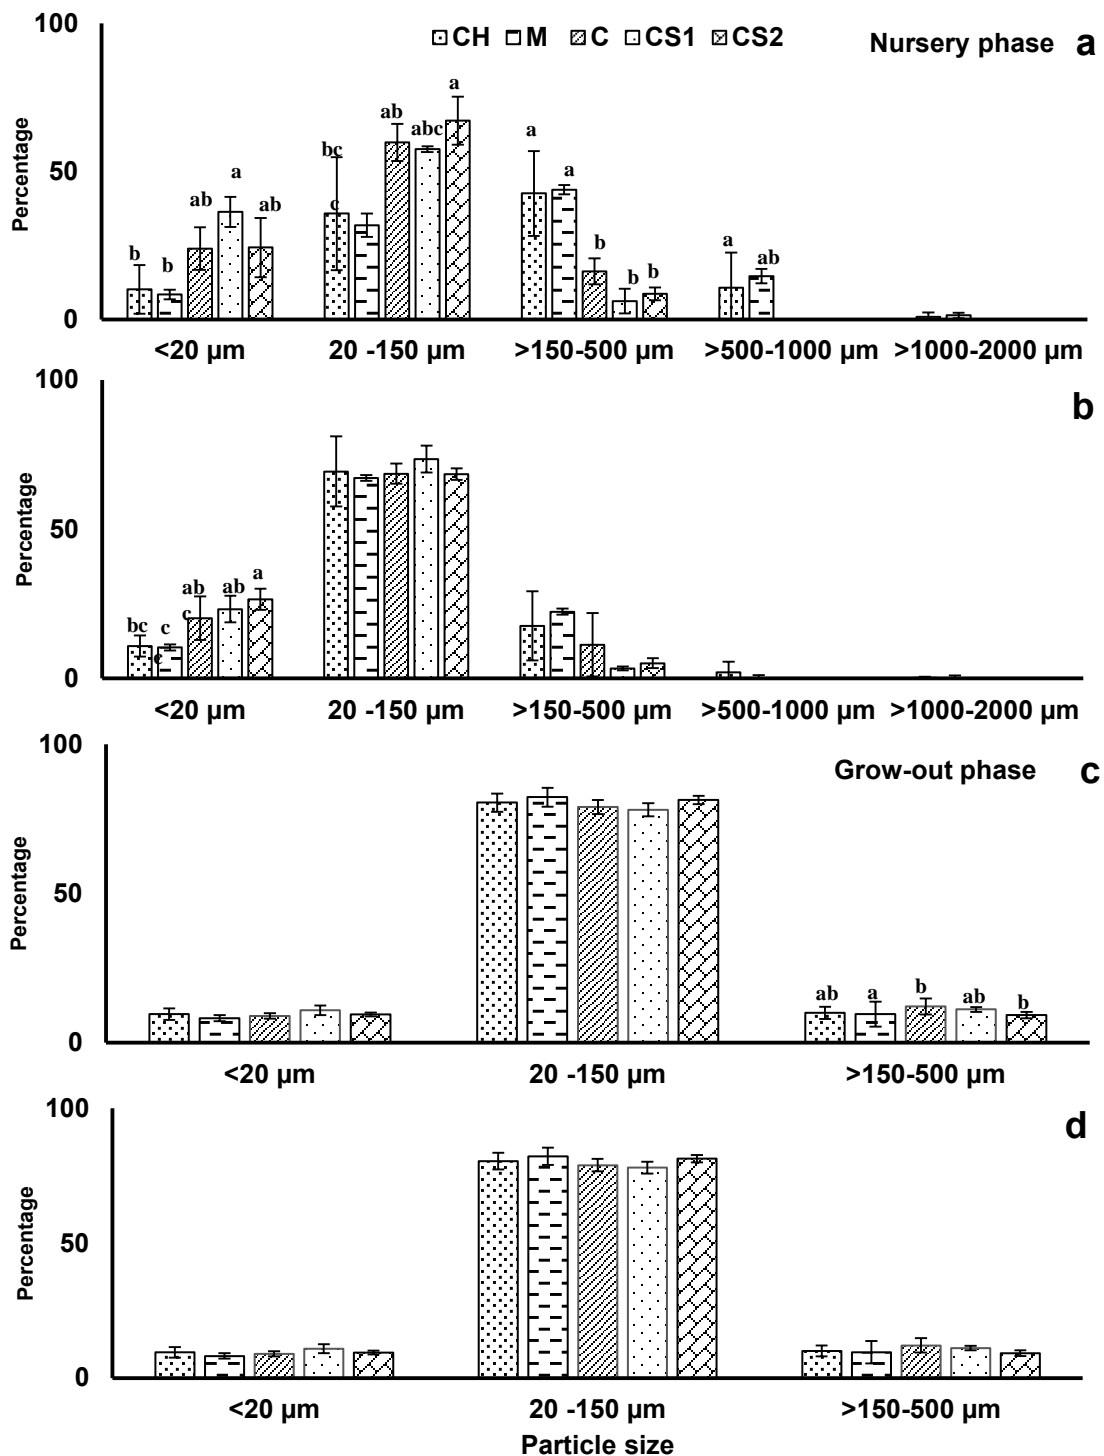 100
CH M C CS1 CS2
Nursery phase a
a
ab
abc
bc
a
a
a
ab
ab
c
b
b
b
b
b
a
ab
50
0
Percentage
<20 µm 20 -150 µm >150-500 µm >500-1000 µm >1000-2000 µm
100
b
50
ab
ab
a
bc
c
c
c
0
Percentage
<20 µm 20 -150 µm >150-500 µm >500-1000 µm >1000-2000 µm
100
Grow-out phase c
50
ab
a
b
ab
b
0
Percentage
<20 µm 20 -150 µm >150-500 µm
100
d
50
0
Percentage
<20 µm 20 -150 µm >150-500 µm
Particle size